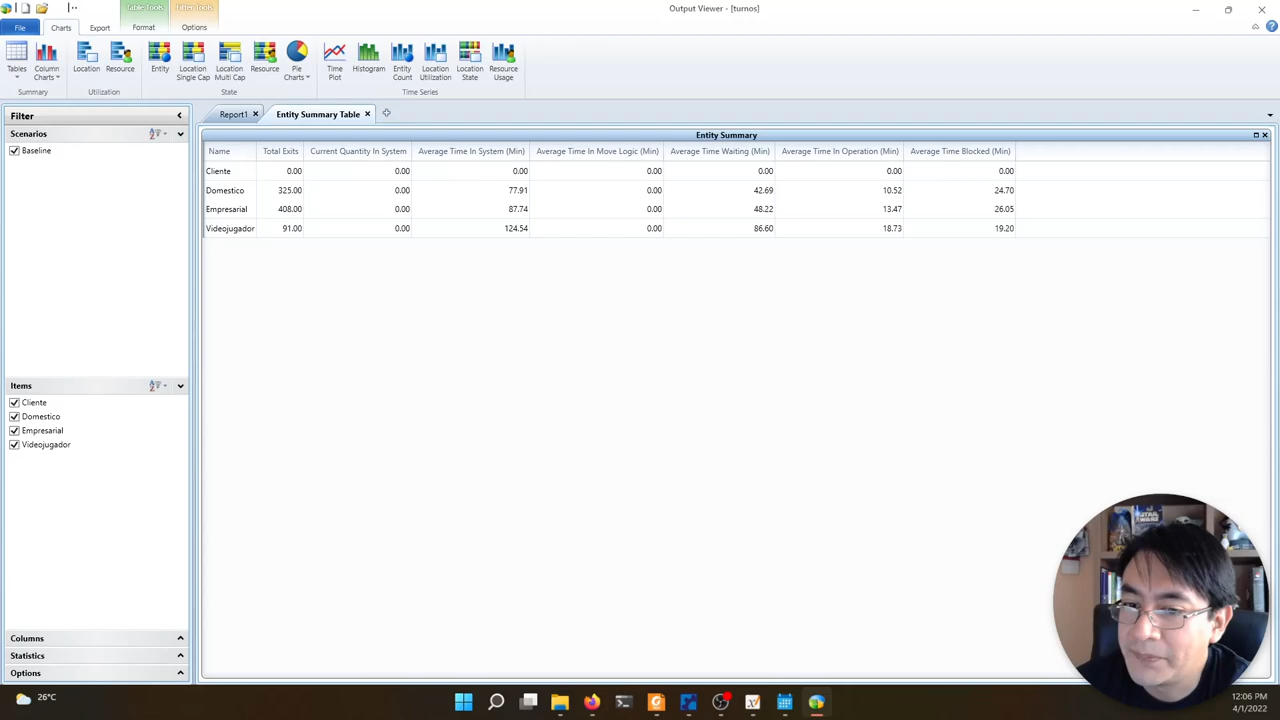 Table Tools Filter Tools Output Viewer - [turnos]
File Charts Export Format Options
Tables Column Charts Location Resource Entity Location Single Cap Location Multi Cap Resource Pie Charts Time Plot Histogram Entity Count Location Utilization Location State Resource Usage
Summary Utilization State Time Series
Filter
Report1 Entity Summary Table
Scenarios
Baseline
Entity Summary
Name Total Exits Current Quantity In System Average Time In System (Min) Average Time In Move Logic (Min) Average Time Waiting (Min) Average Time In Operation (Min) Average Time Blocked (Min)
Cliente 0.00 0.00 0.00 0.00 0.00 0.00 0.00
Domestico 325.00 0.00 77.91 0.00 42.69 10.52 24.70
Empresarial 408.00 0.00 87.74 0.00 48.22 13.47 26.05
Videojugador 91.00 0.00 124.54 0.00 86.60 18.73 19.20
Items
Cliente
Domestico
Empresarial
Videojugador
Columns
Statistics
Options
STAR WARS
26°C
12:06 PM
4/1/2022